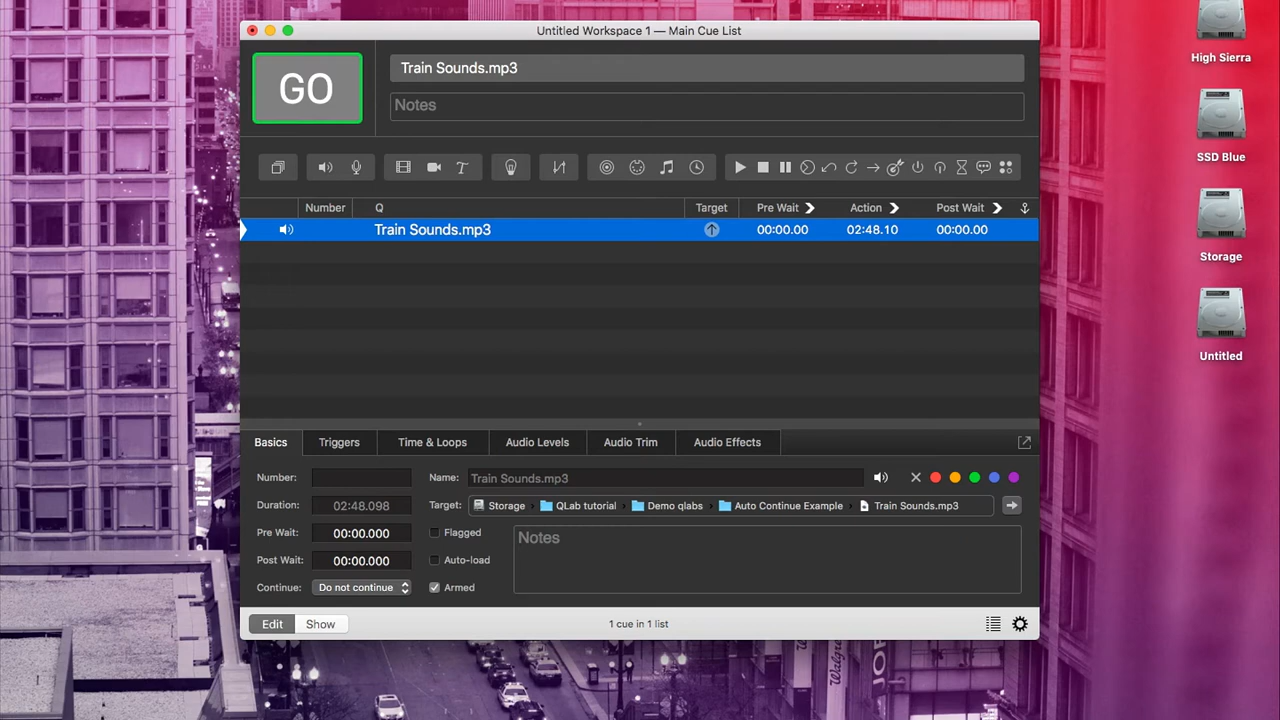 Untitled Workspace 1 — Main Cue List
High Sierra
GO
Train Sounds.mp3
Notes
SSD Blue
Number Q Target Pre Wait Action Post Wait
Train Sounds.mp3 00:00.00 02:48.10 00:00.00
Storage
Untitled
Basics Triggers Time & Loops Audio Levels Audio Trim Audio Effects
Number: Name: Train Sounds.mp3
Duration: 02:48.098 Target: Storage › QLab tutorial › Demo qlabs › Auto Continue Example › Train Sounds.mp3
Pre Wait: 00:00.000 Flagged Notes
Post Wait: 00:00.000 Auto-load
Continue: Do not continue Armed
Edit Show 1 cue in 1 list
Walgreens